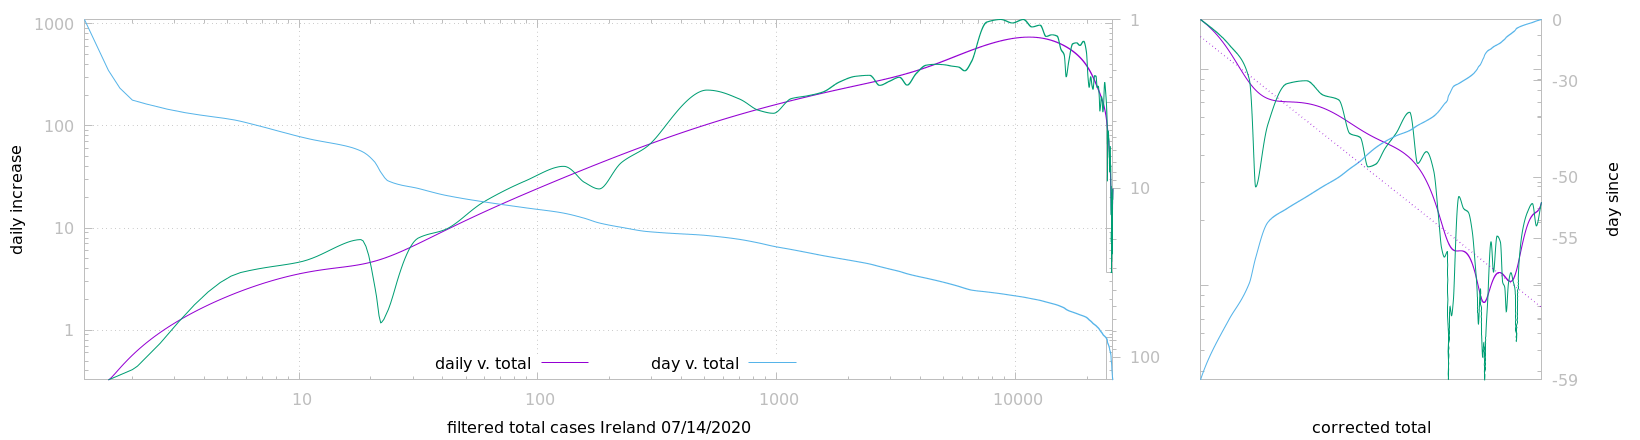 1000
100
10
1
daily increase
10
100
1000
10000
1
10
100
daily v. total
day v. total
filtered total cases Ireland 07/14/2020
0
-30
-50
-55
-59
day since
corrected total